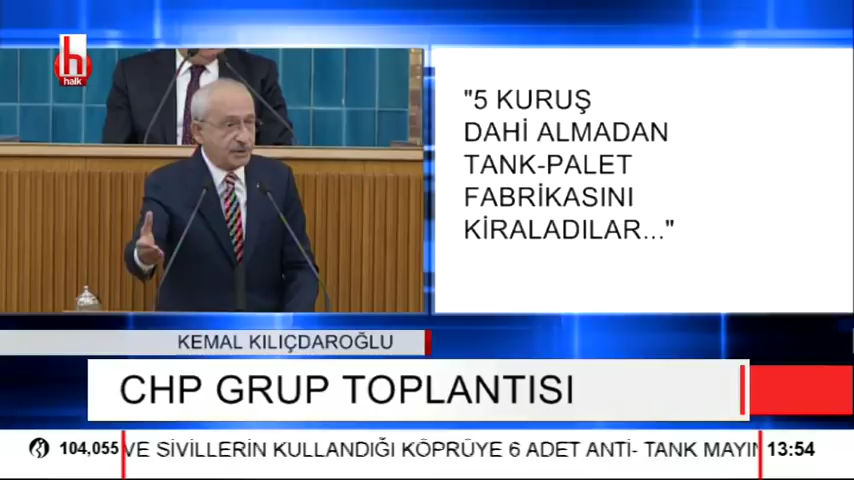 h
halk
"5 KURUŞ
DAHİ ALMADAN
TANK-PALET
FABRİKASINI
KİRALADILAR..."
KEMAL KILIÇDAROĞLU
CHP GRUP TOPLANTISI
104,055
VE SİVİLLERİN KULLANDIĞI KÖPRÜYE 6 ADET ANTİ- TANK MAYIN
13:54